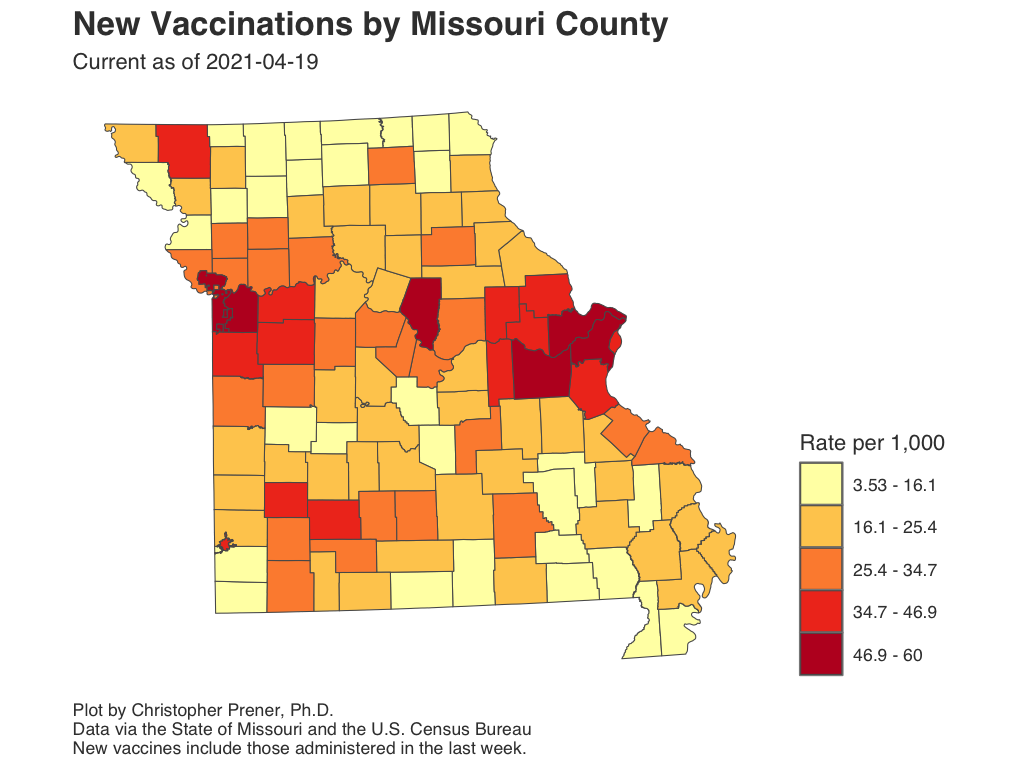 New Vaccinations by Missouri County
Current as of 2021-04-19
Rate per 1,000
3.53 - 16.1
16.1 - 25.4
25.4 - 34.7
34.7 - 46.9
46.9 - 60
Plot by Christopher Prener, Ph.D.
Data via the State of Missouri and the U.S. Census Bureau
New vaccines include those administered in the last week.